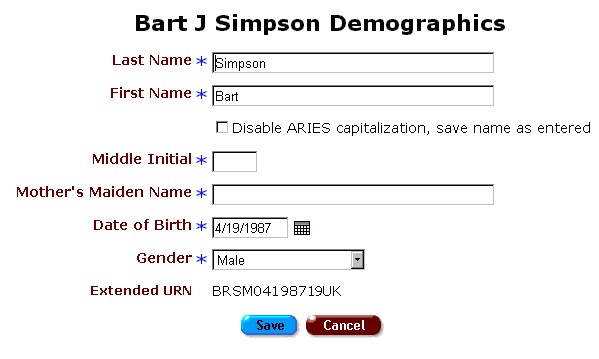 Bart J Simpson Demographics
Last Name * Simpson
First Name * Bart
Disable ARIES capitalization, save name as entered
Middle Initial *
Mother's Maiden Name *
Date of Birth * 4/19/1987
Gender * Male
Extended URN BRSM04198719UK
Save Cancel